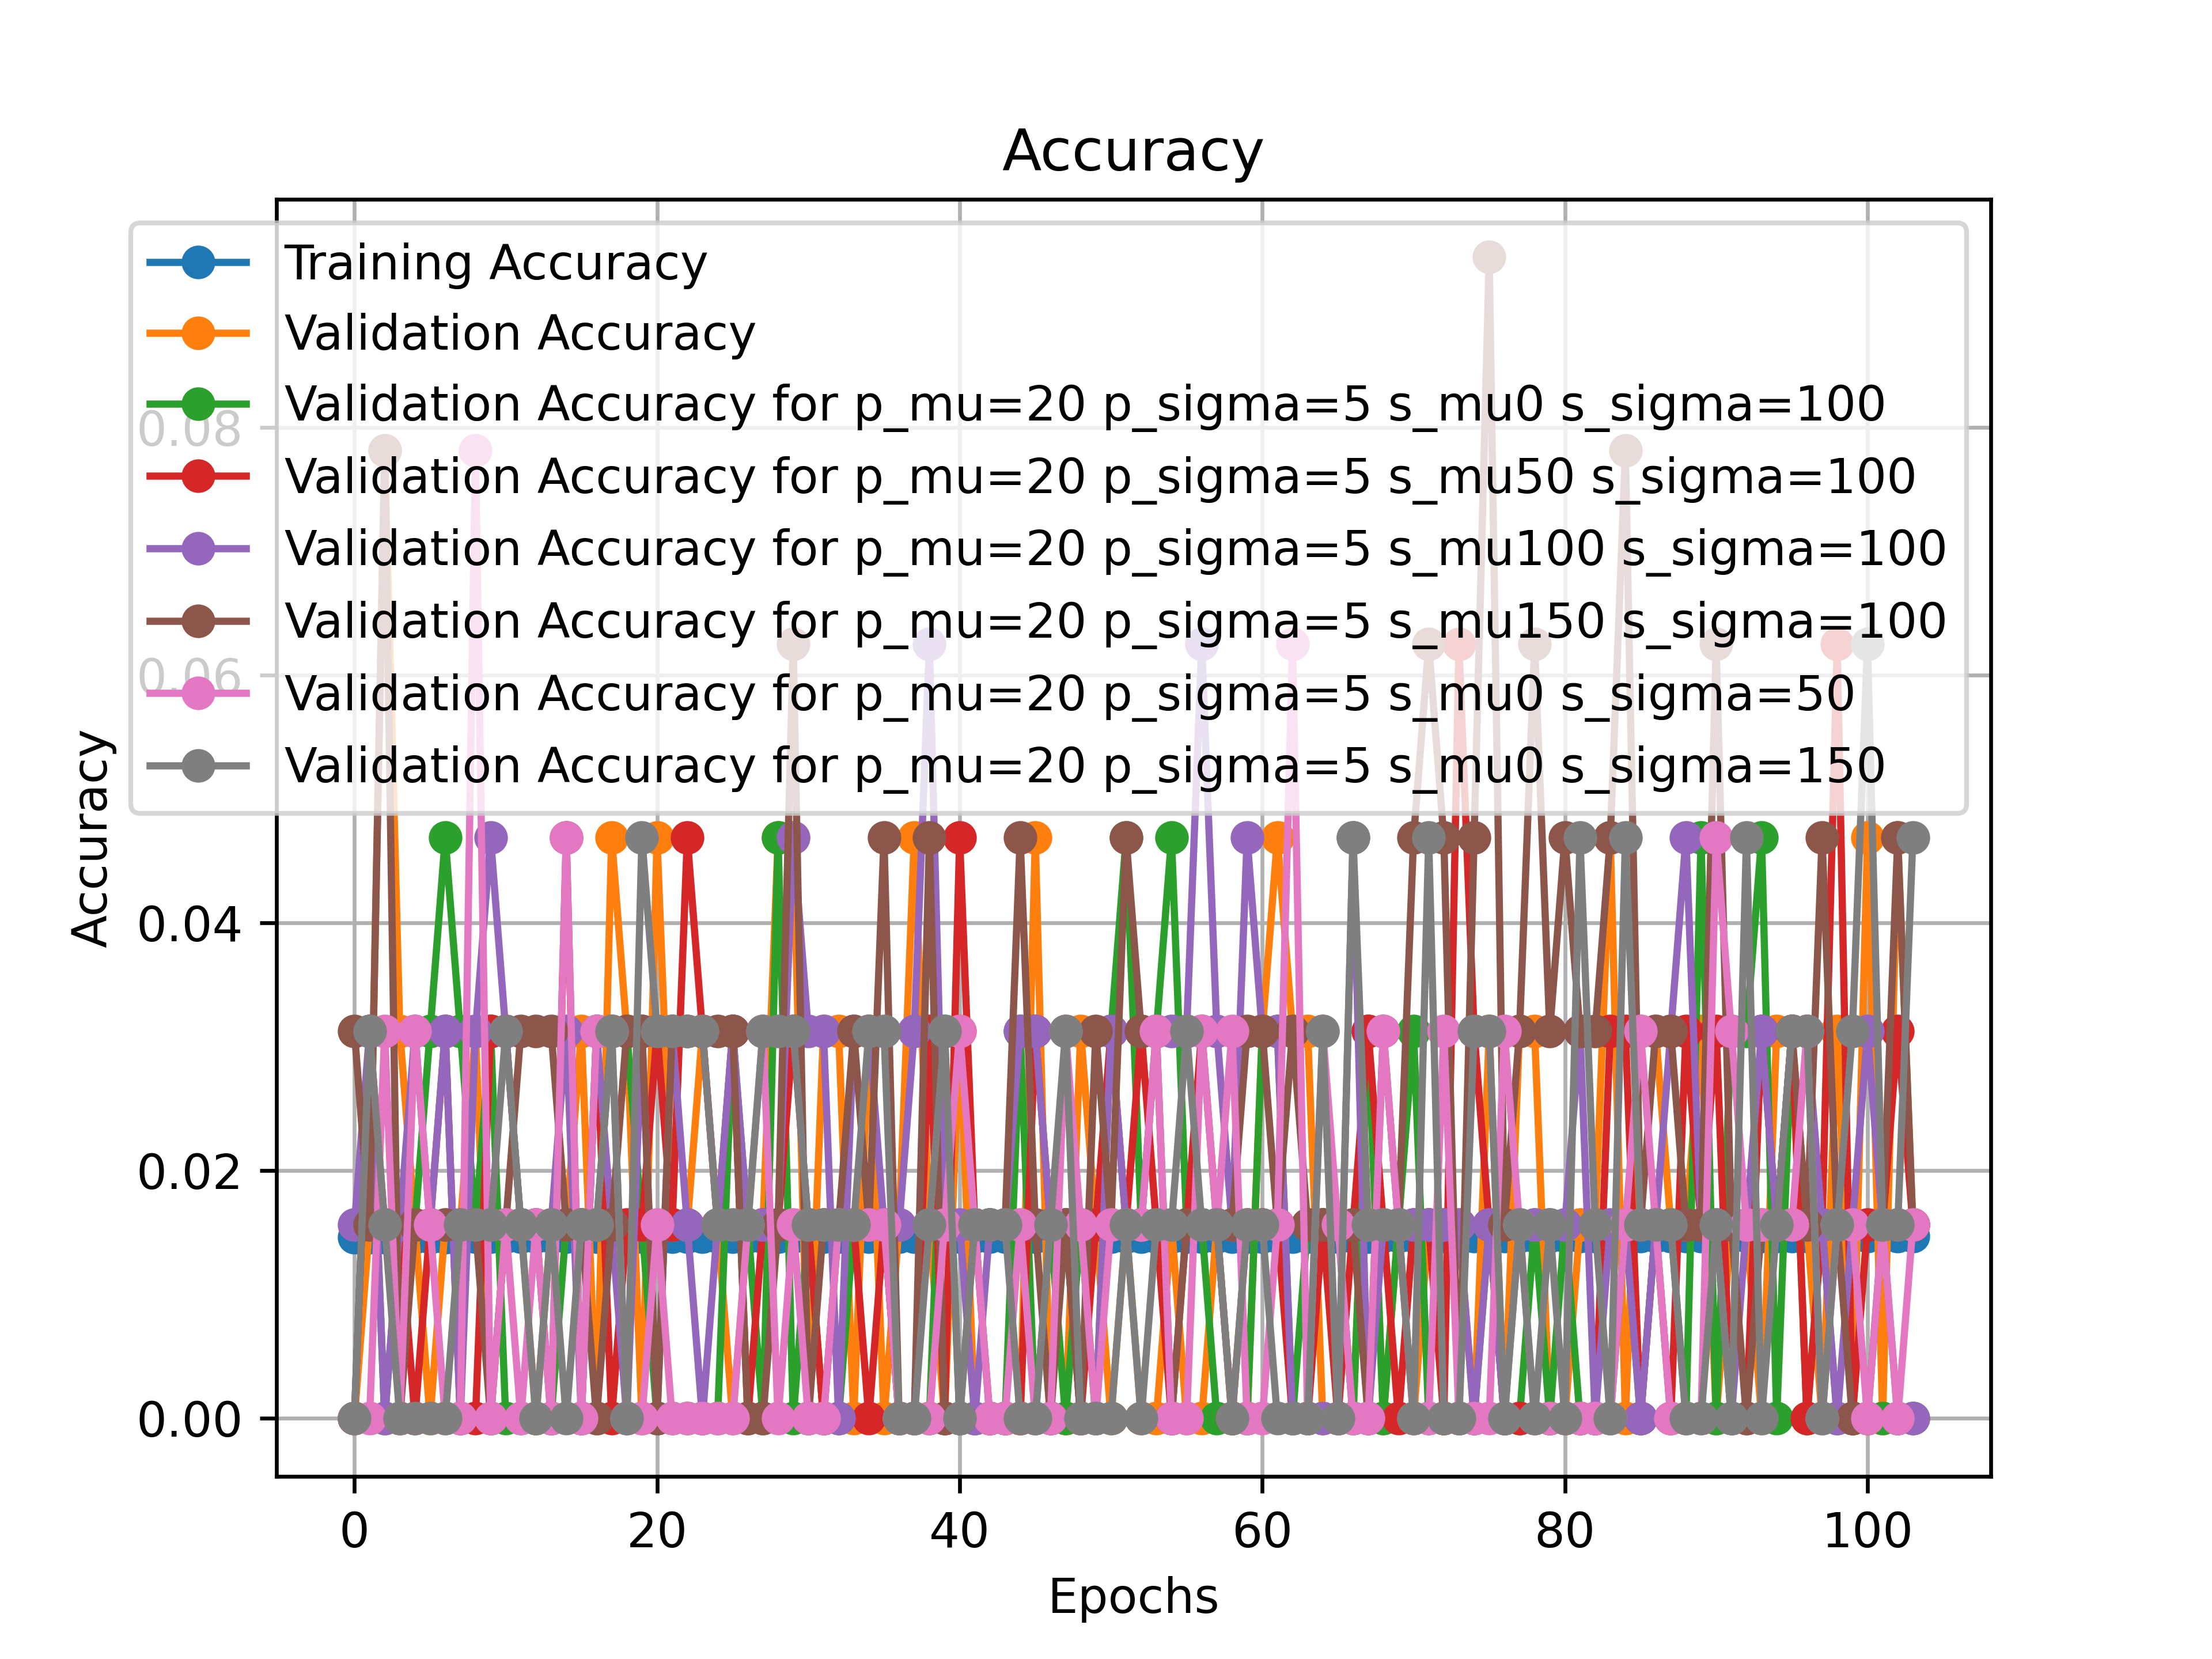 Accuracy
Training Accuracy
Validation Accuracy
Validation Accuracy for p_mu=20 p_sigma=5 s_mu0 s_sigma=100
Validation Accuracy for p_mu=20 p_sigma=5 s_mu50 s_sigma=100
Validation Accuracy for p_mu=20 p_sigma=5 s_mu100 s_sigma=100
Validation Accuracy for p_mu=20 p_sigma=5 s_mu150 s_sigma=100
Validation Accuracy for p_mu=20 p_sigma=5 s_mu0 s_sigma=50
Validation Accuracy for p_mu=20 p_sigma=5 s_mu0 s_sigma=150
0.08
0.06
0.04
0.02
0.00
Accuracy
0 20 40 60 80 100
Epochs